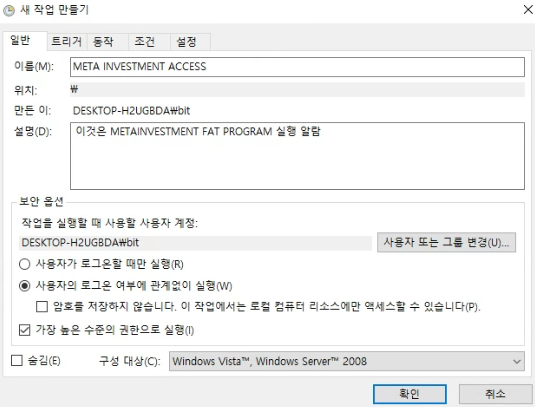 새 작업 만들기
일반 트리거 동작 조건 설정
이름(M): META INVESTMENT ACCESS
위치: ₩
만든 이: DESKTOP-H2UGBDA₩bit
설명(D): 이것은 METAINVESTMENT FAT PROGRAM 실행 알람
보안 옵션
작업을 실행할 때 사용할 사용자 계정:
DESKTOP-H2UGBDA₩bit 사용자 또는 그룹 변경(U)...
사용자가 로그온할 때만 실행(R)
사용자의 로그온 여부에 관계없이 실행(W)
암호를 저장하지 않습니다. 이 작업에서는 로컬 컴퓨터 리소스에만 액세스할 수 있습니다(P).
가장 높은 수준의 권한으로 실행(I)
숨김(E) 구성 대상(C): Windows Vista™, Windows Server™ 2008
확인 취소